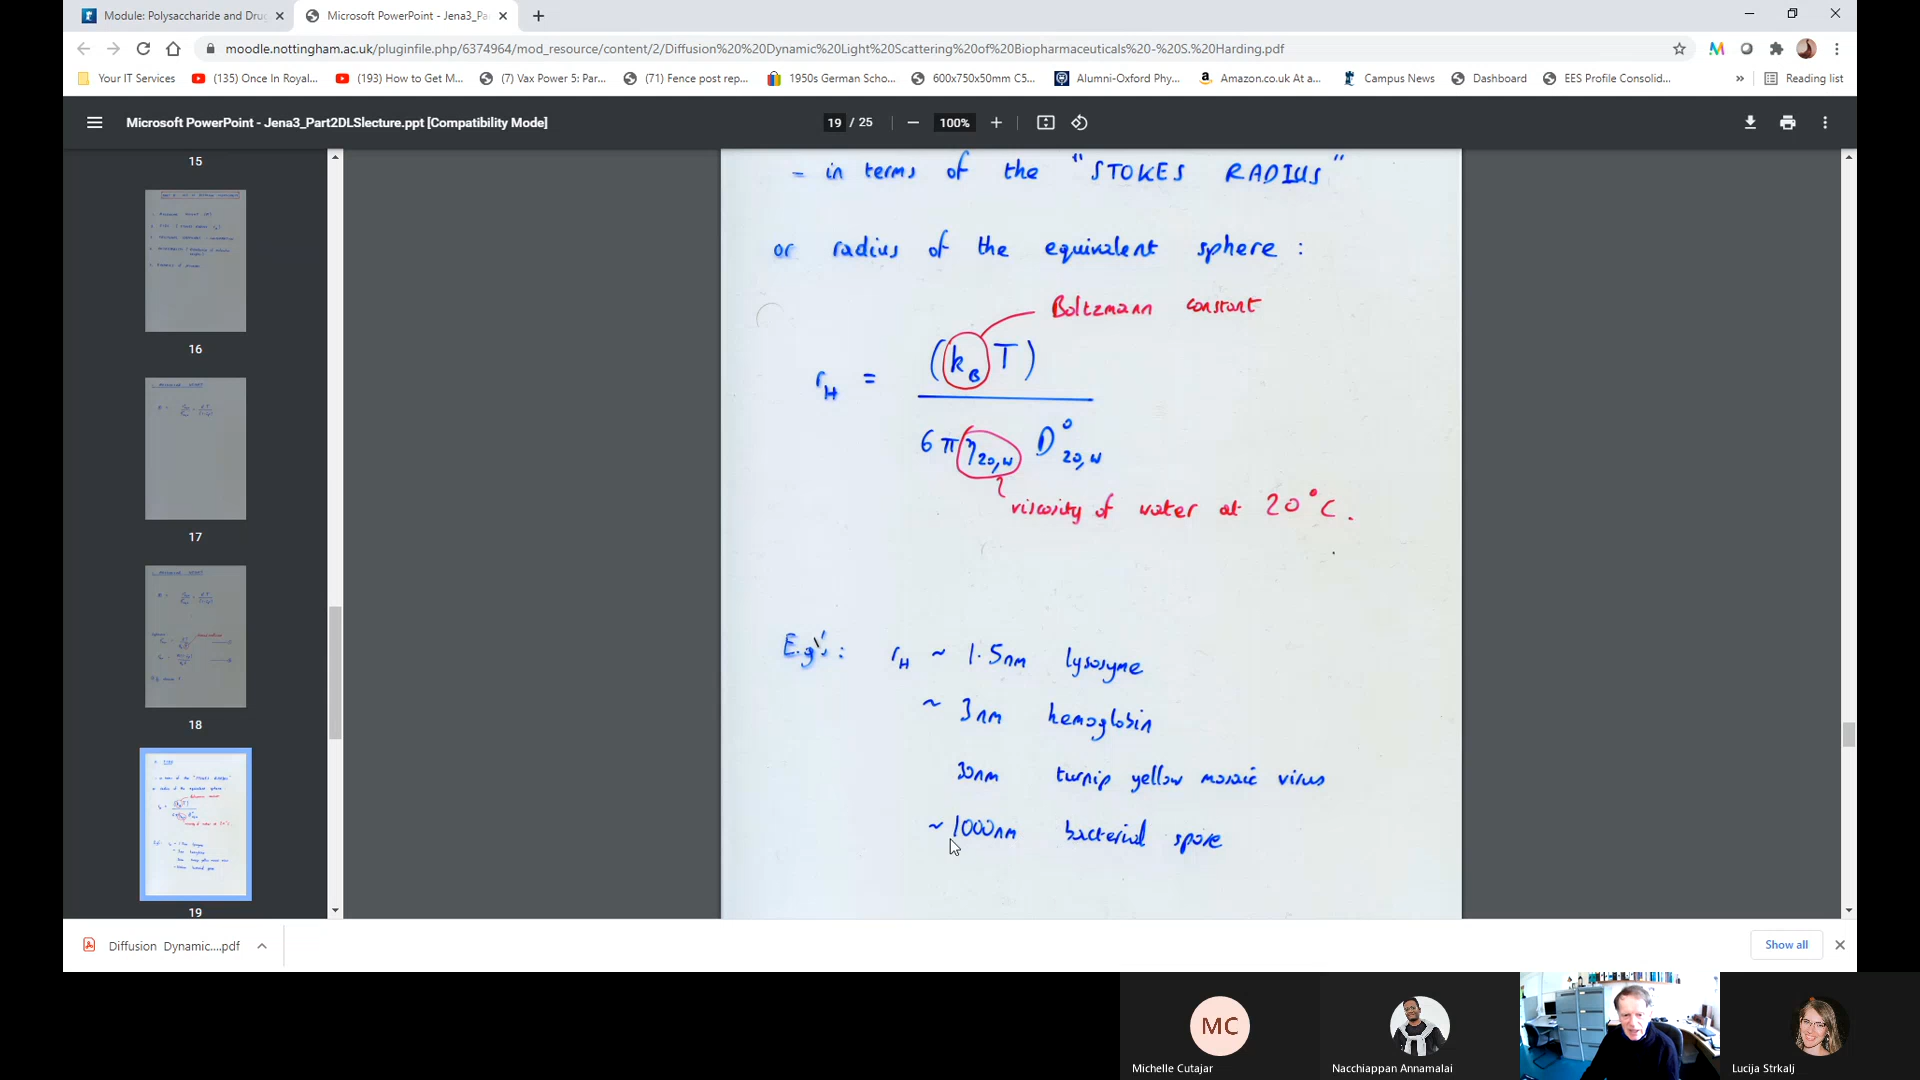 Module: Polysaccharide and Dru
Microsoft PowerPoint - Jena3_Pa
moodle.nottingham.ac.uk/pluginfile.php/6374964/mod_resource/content/2/Diffusion%20%20Dynamic%20Light%20Scattering%20of%20Biopharmaceuticals%20-%20S.%20Harding.pdf
Your IT Services
(135) Once In Royal...
(193) How to Get M...
(7) Vax Power 5: Par...
(71) Fence post rep...
1950s German Scho...
600x750x50mm C5...
Alumni-Oxford Phy...
Amazon.co.uk At a...
Campus News
Dashboard
EES Profile Consolid...
»
Reading list
Microsoft PowerPoint - Jena3_Part2DLSlecture.ppt [Compatibility Mode]
19 / 25
100%
15
16
17
18
19
- in terms of the "STOKES RADIUS"
or radius of the equivalent sphere :
Boltzmann constant
r_H = (k_B T)
6 π η_20,w D°_20,w
viscosity of water at 20°C.
E.g's : r_H ~ 1.5nm lysosyme
~ 3nm hemoglobin
30nm turnip yellow mosaic virus
~ 1000nm bacterial spore
Diffusion Dynamic....pdf
Show all
MC
Michelle Cutajar
Nacchiappan Annamalai
Lucija Strkalj